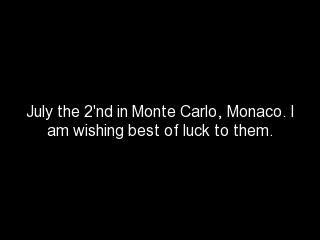 July the 2'nd in Monte Carlo, Monaco. I
am wishing best of luck to them.